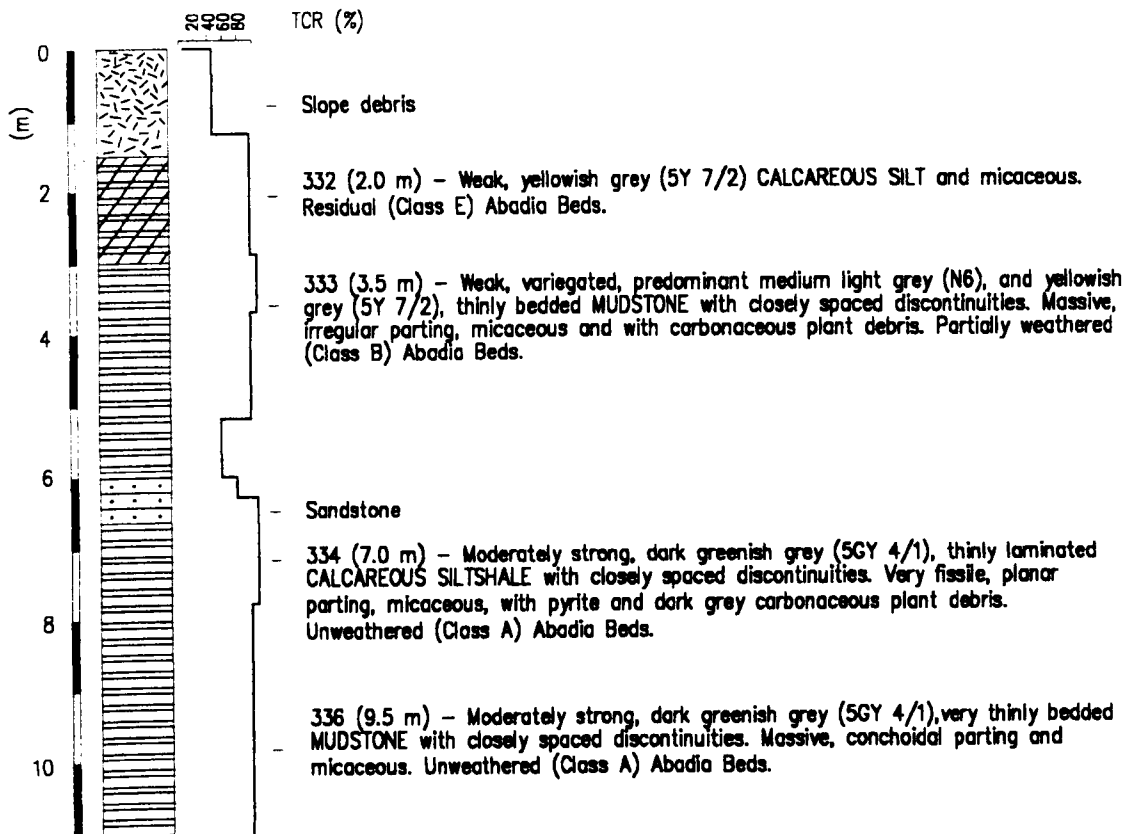 20 40 60 80 TCR (%)
0
(m)
Slope debris
332 (2.0 m) – Weak, yellowish grey (5Y 7/2) CALCAREOUS SILT and micaceous.
Residual (Class E) Abadia Beds.
2
333 (3.5 m) – Weak, variegated, predominant medium light grey (N6), and yellowish
grey (5Y 7/2), thinly bedded MUDSTONE with closely spaced discontinuities. Massive,
irregular parting, micaceous and with carbonaceous plant debris. Partially weathered
(Class B) Abadia Beds.
4
6
Sandstone
334 (7.0 m) – Moderately strong, dark greenish grey (5GY 4/1), thinly laminated
CALCAREOUS SILTSHALE with closely spaced discontinuities. Very fissile, planar
parting, micaceous, with pyrite and dark grey carbonaceous plant debris.
Unweathered (Class A) Abadia Beds.
8
336 (9.5 m) – Moderately strong, dark greenish grey (5GY 4/1),very thinly bedded
MUDSTONE with closely spaced discontinuities. Massive, conchoidal parting and
micaceous. Unweathered (Class A) Abadia Beds.
10